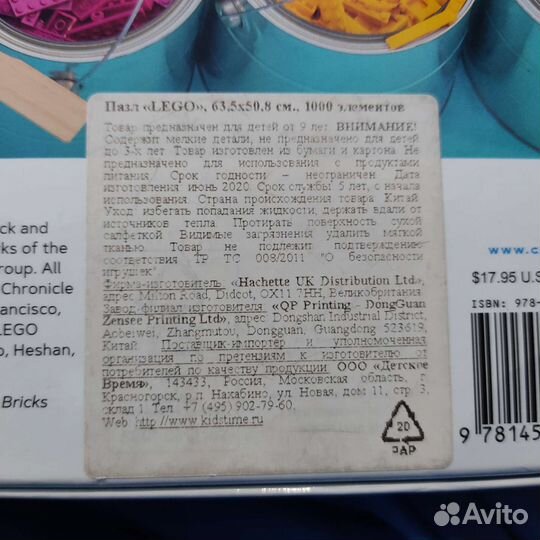 Пазл «LEGO», 63,5х50,8 см., 1000 элементов
Товар предназначен для детей от 9 лет. ВНИМАНИЕ!
Содержит мелкие детали, не предназначено для детей
до 3-х лет. Товар изготовлен из бумаги и картона. Не
предназначено для использования с продуктами
питания. Срок годности – неограничен. Дата
изготовления июнь 2020. Срок службы 5 лет, с начала
использования. Страна происхождения товара Китай.
Уход: избегать попадания жидкости, держать вдали от
источников тепла. Протирать поверхность сухой
салфеткой. Видимые загрязнения удалить мягкой
тканью. Товар не подлежит подтверждению
соответствия ТР ТС 008/2011 "О безопасности
игрушек".
Фирма-изготовитель «Hachette UK Distribution Ltd»,
адрес Milton Road, Didcot, OX11 7HH, Великобритания.
Завод-филиал изготовителя «QP Printing - DongGuan
Zensee Printing Ltd», адрес Dongshan Industrial District,
Aobeiwei, Zhangmutou, Dongguan, Guangdong 523619,
Китай. Поставщик-импортер и уполномоченная
организация по претензиям к изготовителю от
потребителей по качеству продукции: ООО «Детское
Время», 143433, Россия, Московская область, г.
Красногорск, р.п. Нахабино, ул. Новая, дом 11, стр. 3,
склад 1. Тел +7 (495) 902-79-60.
Web http://www.kidstime.ru
20
PAP
ck and
ks of the
roup. All
Chronicle
ancisco,
LEGO
o, Heshan,
Bricks
www.c
$17.95 U.S
ISBN: 978-
9 78145
Avito